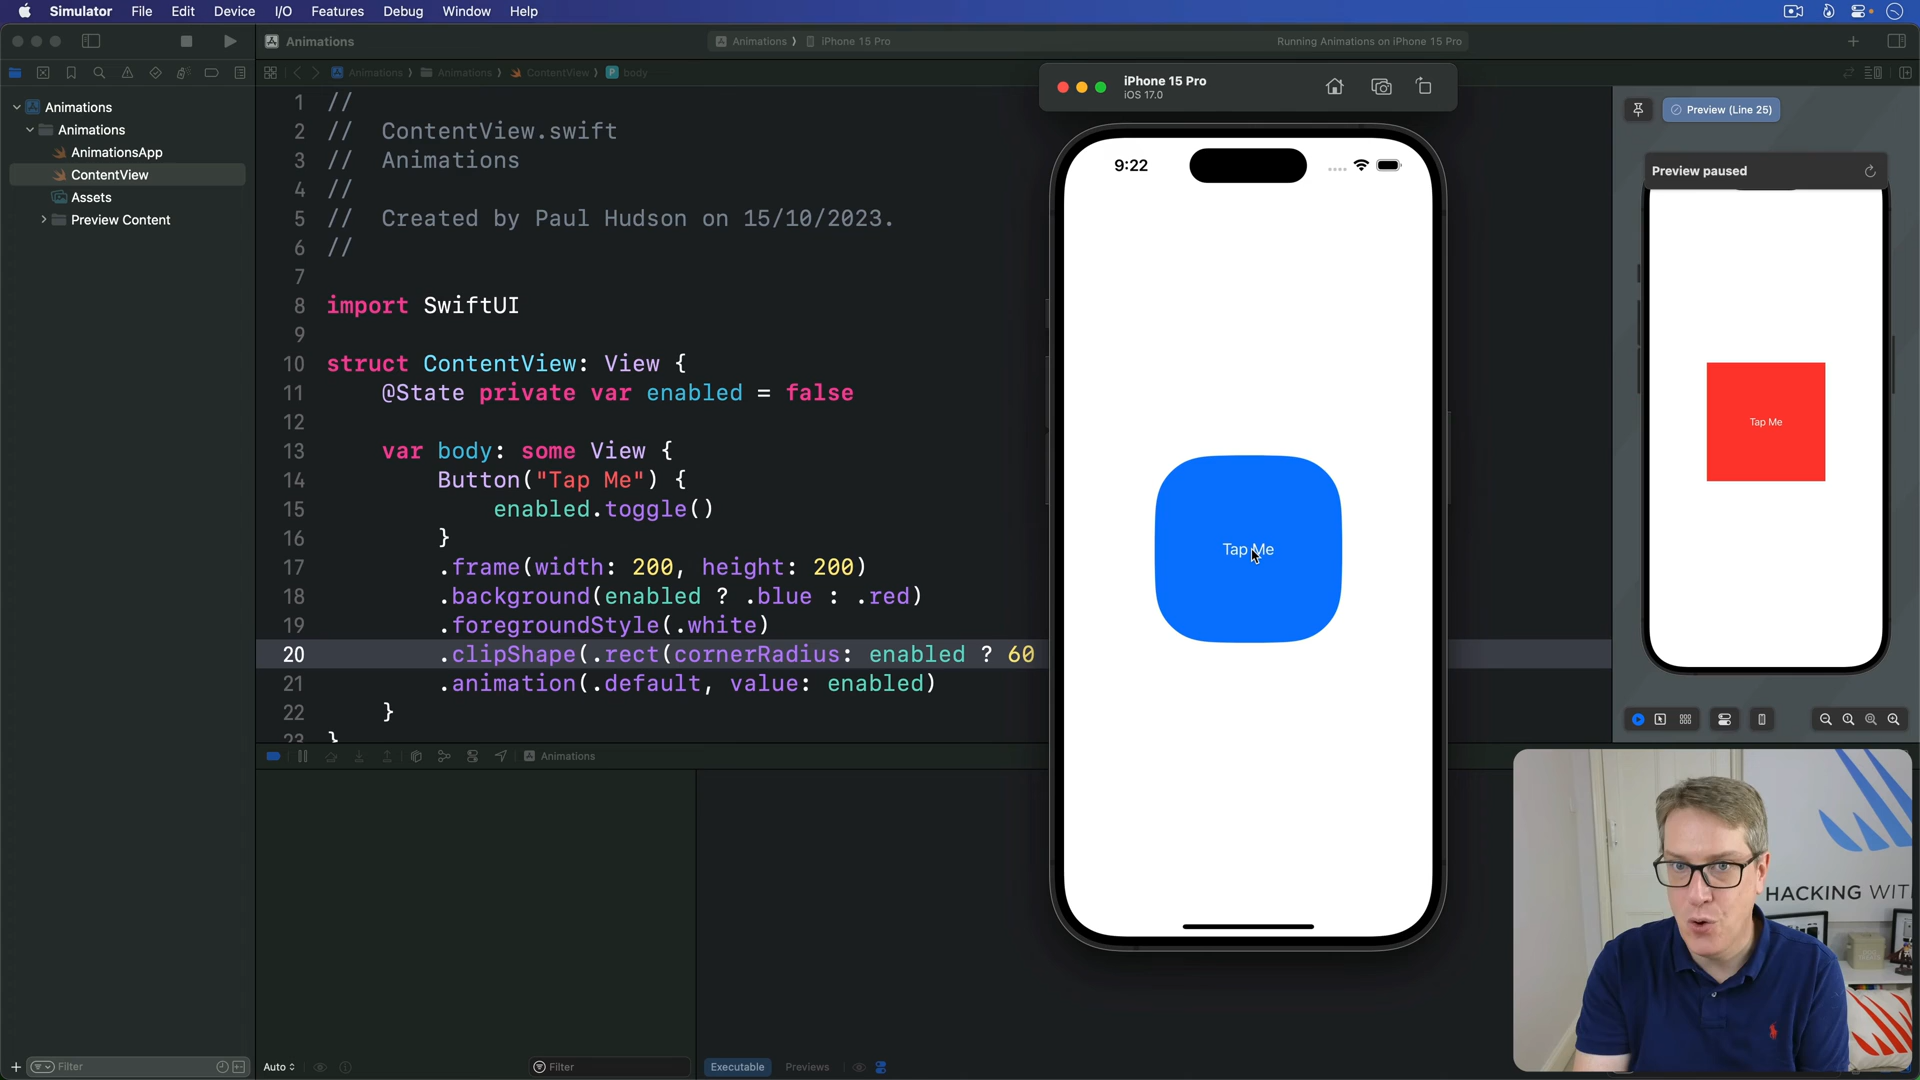 Simulator File Edit Device I/O Features Debug Window Help
Animations
Animations iPhone 15 Pro
Running Animations on iPhone 15 Pro
Animations Animations ContentView body
Animations
Animations
AnimationsApp
ContentView
Assets
Preview Content
1 //
2 // ContentView.swift
3 // Animations
4 //
5 // Created by Paul Hudson on 15/10/2023.
6 //
7
8 import SwiftUI
9
10 struct ContentView: View {
11 @State private var enabled = false
12
13 var body: some View {
14 Button("Tap Me") {
15 enabled.toggle()
16 }
17 .frame(width: 200, height: 200)
18 .background(enabled ? .blue : .red)
19 .foregroundStyle(.white)
20 .clipShape(.rect(cornerRadius: enabled ? 60
21 .animation(.default, value: enabled)
22 }
23 }
iPhone 15 Pro
iOS 17.0
9:22
Tap Me
Preview (Line 25)
Preview paused
Tap Me
Animations
HACKING WIT
Filter
Auto
Filter
Executable Previews